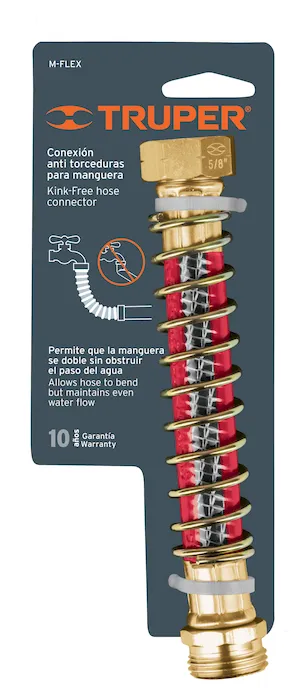 M-FLEX
TRUPER®
Conexión
anti torceduras
para manguera
Kink-Free hose
connector
5/8"
Permite que la manguera
se doble sin obstruir
el paso del agua
Allows hose to bend
but maintains even
water flow
10 años Garantía
Warranty